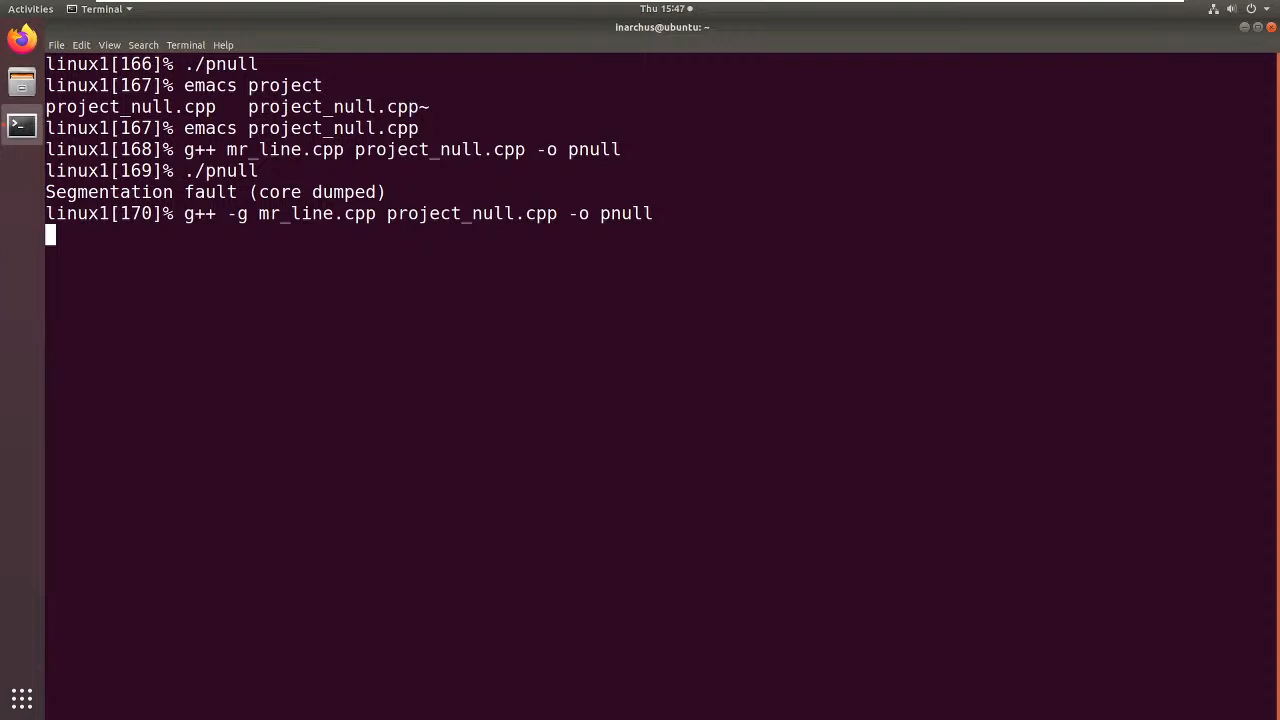 Activities Terminal Thu 15:47
inarchus@ubuntu: ~
File Edit View Search Terminal Help
linux1[166]% ./pnull
linux1[167]% emacs project
project_null.cpp   project_null.cpp~
linux1[167]% emacs project_null.cpp
linux1[168]% g++ mr_line.cpp project_null.cpp -o pnull
linux1[169]% ./pnull
Segmentation fault (core dumped)
linux1[170]% g++ -g mr_line.cpp project_null.cpp -o pnull